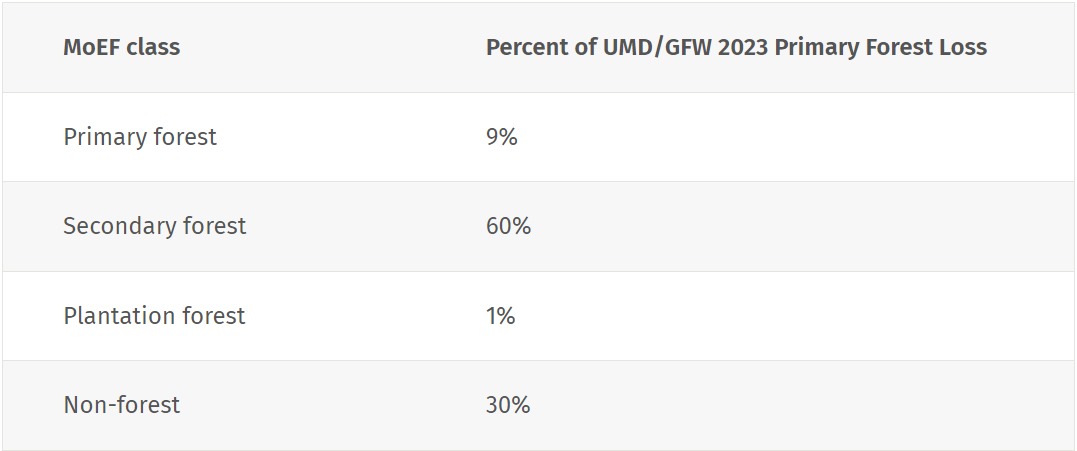 MoEF class Percent of UMD/GFW 2023 Primary Forest Loss
Primary forest 9%
Secondary forest 60%
Plantation forest 1%
Non-forest 30%